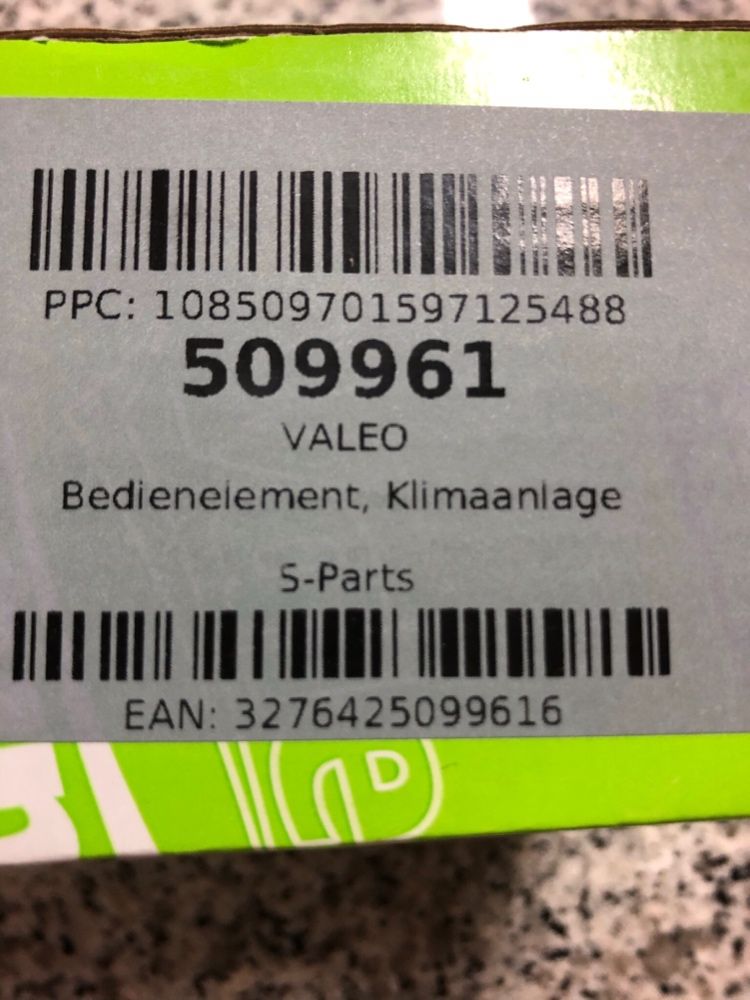 PPC: 108509701597125488
509961
VALEO
Bedienelement, Klimaanlage
S-Parts
EAN: 3276425099616